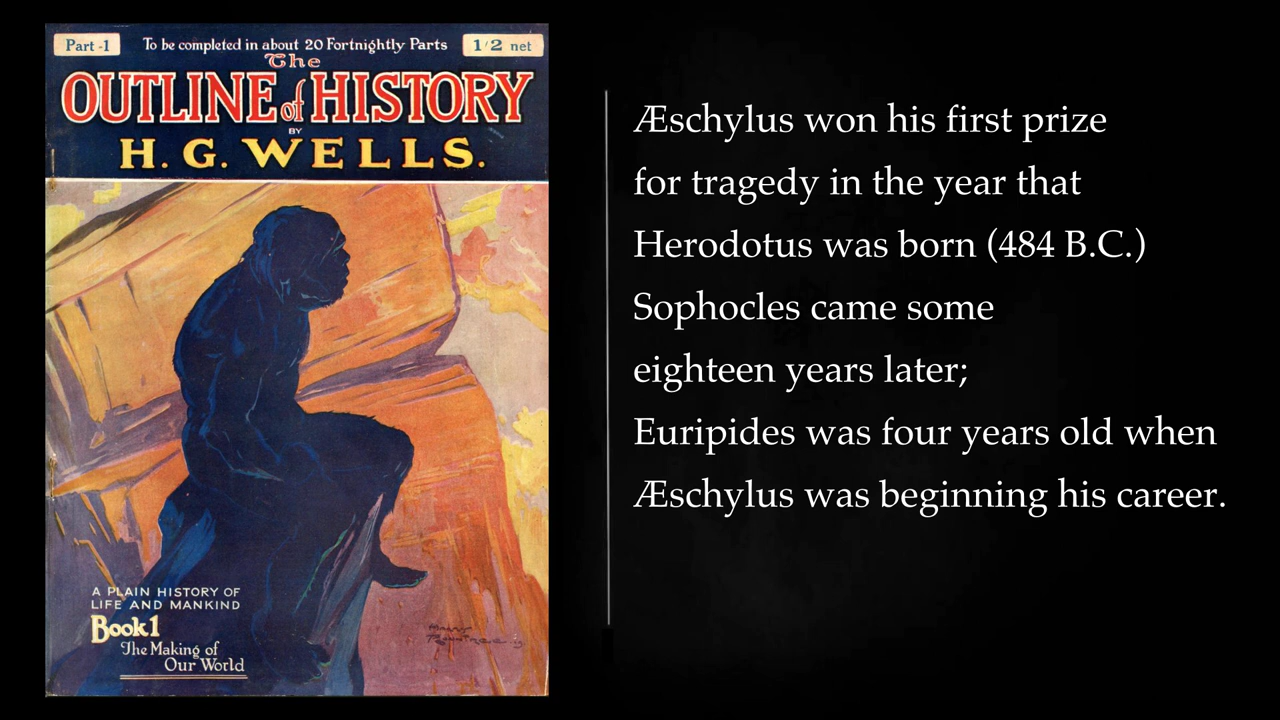 Part -1
To be completed in about 20 Fortnightly Parts
1/2 net
The
OUTLINE of HISTORY
BY
H. G. WELLS.
A PLAIN HISTORY OF
LIFE AND MANKIND
Book 1
The Making of
Our World
Æschylus won his first prize
for tragedy in the year that
Herodotus was born (484 B.C.)
Sophocles came some
eighteen years later;
Euripides was four years old when
Æschylus was beginning his career.